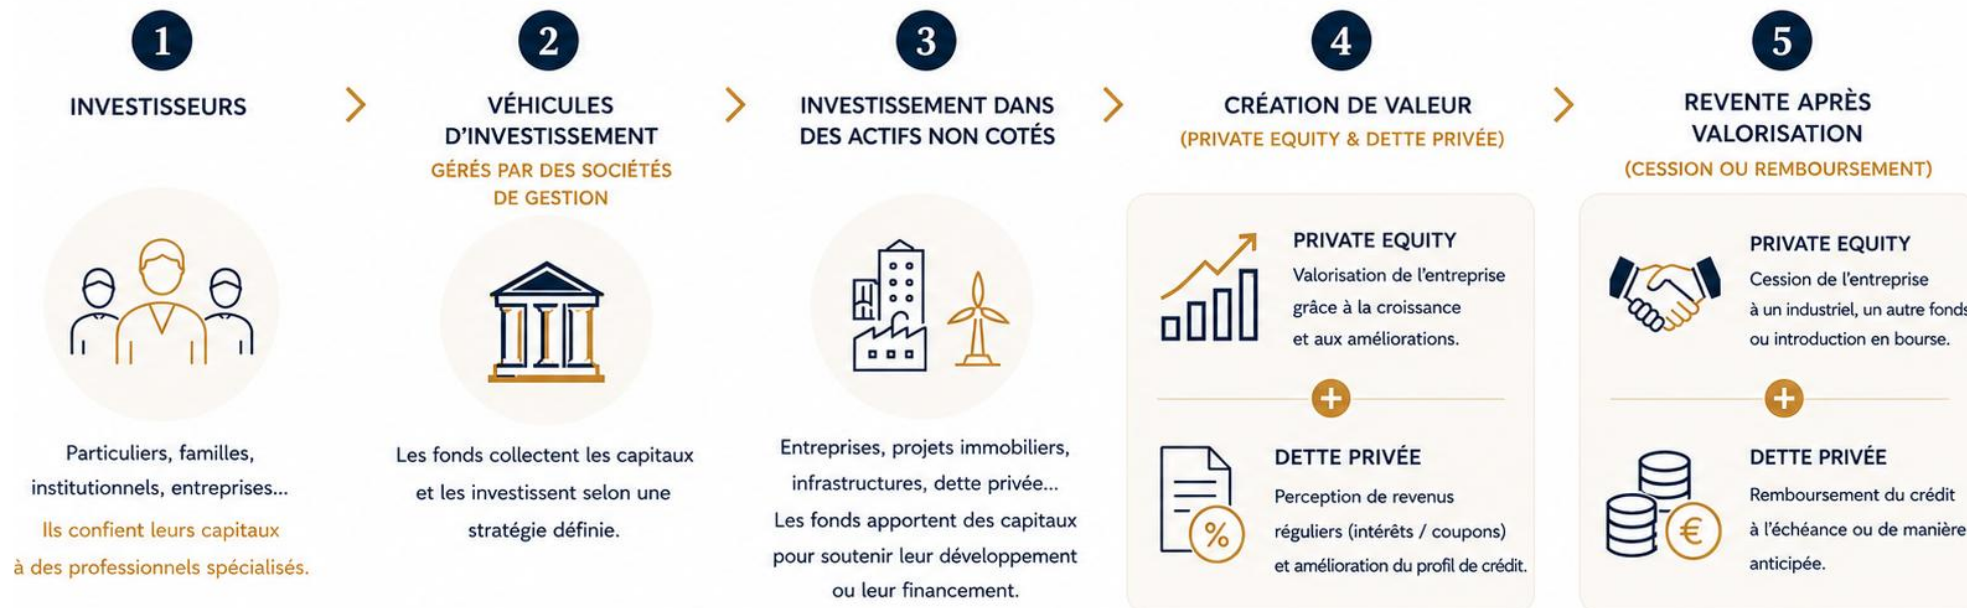 1
INVESTISSEURS
Particuliers, familles,
institutionnels, entreprises...
Ils confient leurs capitaux
à des professionnels spécialisés.
2
VÉHICULES
D'INVESTISSEMENT
GÉRÉS PAR DES SOCIÉTÉS
DE GESTION
Les fonds collectent les capitaux
et les investissent selon une
stratégie définie.
3
INVESTISSEMENT DANS
DES ACTIFS NON COTÉS
Entreprises, projets immobiliers,
infrastructures, dette privée...
Les fonds apportent des capitaux
pour soutenir leur développement
ou leur financement.
4
CRÉATION DE VALEUR
(PRIVATE EQUITY & DETTE PRIVÉE)
PRIVATE EQUITY
Valorisation de l'entreprise
grâce à la croissance
et aux améliorations.
+
DETTE PRIVÉE
%
Perception de revenus
réguliers (intérêts / coupons)
et amélioration du profil de crédit.
5
REVENTE APRÈS
VALORISATION
(CESSION OU REMBOURSEMENT)
PRIVATE EQUITY
Cession de l'entreprise
à un industriel, un autre fonds
ou introduction en bourse.
+
DETTE PRIVÉE
€
Remboursement du crédit
à l'échéance ou de manière
anticipée.